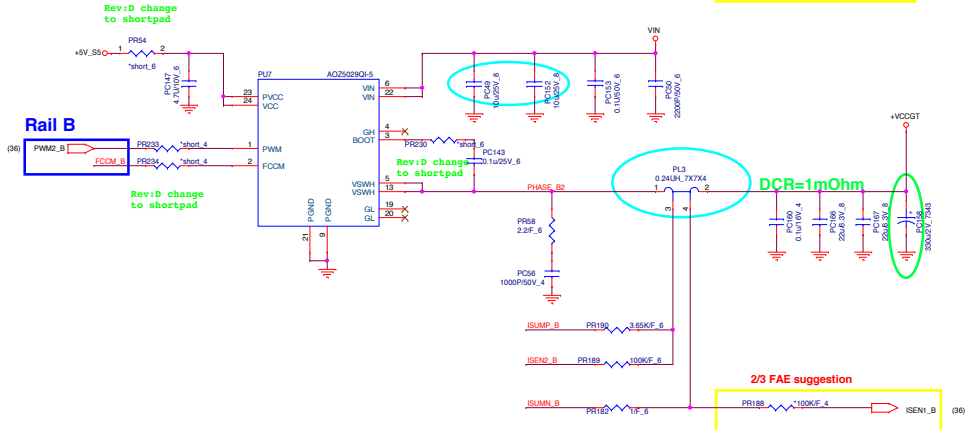 Rev:D change
to shortpad
+5V_S5
1
PR54
2
*short_6
PC147
4.7U/10V_6
PU7
AOZ5029QI-5
23
24
PVCC
VCC
VIN
VIN
6
22
VIN
PC49
10u/25V_8
PC152
10u/25V_8
PC153
0.1U/50V_6
PC50
2200P/50V_6
Rail B
(36)
PWM2_B
PR233
*short_4
1
PWM
FCCM_B
PR234
*short_4
2
FCCM
GH
BOOT
4
3
PR230
*short_6
PC143
0.1u/25V_6
Rev:D change
to shortpad
Rev:D change
to shortpad
VSWH
VSWH
5
13
GL
GL
19
20
PGND
PGND
21
9
PHASE_B2
PL3
0.24UH_7X7X4
1
2
3
4
DCR=1mOhm
+VCCGT
PR58
2.2/F_6
PC56
1000P/50V_4
PC160
0.1u/16V_4
PC166
22u/6.3V_8
PC167
22u/6.3V_8
+
PC158
330u/2V_7343
ISUMP_B
PR190
3.65K/F_6
ISEN2_B
PR189
100K/F_6
2/3 FAE suggestion
ISUMN_B
PR182
1/F_6
PR188
*100K/F_4
ISEN1_B
(36)